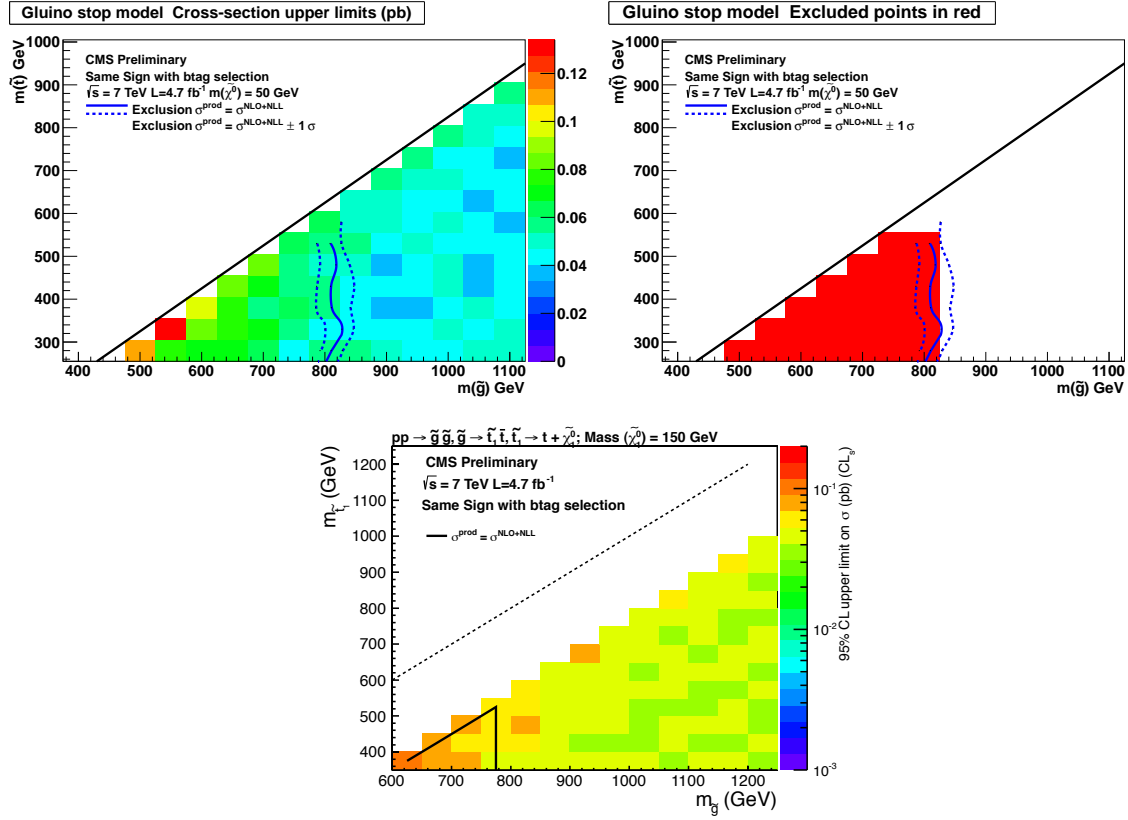 Gluino stop model Cross-section upper limits (pb)
m(t̃) GeV
1000
900
800
700
600
500
400
300
CMS Preliminary
Same Sign with btag selection
√s = 7 TeV L=4.7 fb⁻¹ m(χ̃⁰) = 50 GeV
Exclusion σ^prod = σ^NLO+NLL
Exclusion σ^prod = σ^NLO+NLL ± 1 σ
0.12
0.1
0.08
0.06
0.04
0.02
0
400 500 600 700 800 900 1000 1100
m(g̃) GeV
Gluino stop model Excluded points in red
m(t̃) GeV
1000
900
800
700
600
500
400
300
CMS Preliminary
Same Sign with btag selection
√s = 7 TeV L=4.7 fb⁻¹ m(χ̃⁰) = 50 GeV
Exclusion σ^prod = σ^NLO+NLL
Exclusion σ^prod = σ^NLO+NLL ± 1 σ
400 500 600 700 800 900 1000 1100
m(g̃) GeV
pp → g̃ g̃, g̃ → t̃₁ t̄, t̃₁ → t + χ̃₁⁰; Mass (χ̃₁⁰) = 150 GeV
m_t̃₁ (GeV)
1200
1100
1000
900
800
700
600
500
400
CMS Preliminary
√s = 7 TeV L=4.7 fb⁻¹
Same Sign with btag selection
σ^prod = σ^NLO+NLL
10⁻¹
10⁻²
10⁻³
95% CL upper limit on σ (pb) (CLₛ)
600 700 800 900 1000 1100 1200
m_g̃ (GeV)